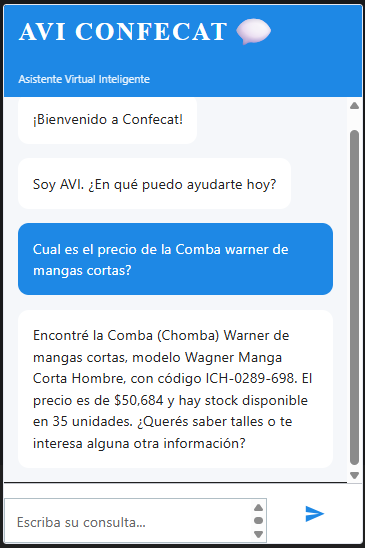 AVI CONFECAT
Asistente Virtual Inteligente
¡Bienvenido a Confecat!
Soy AVI. ¿En qué puedo ayudarte hoy?
Cual es el precio de la Comba warner de
mangas cortas?
Encontré la Comba (Chomba) Warner de
mangas cortas, modelo Wagner Manga
Corta Hombre, con código ICH-0289-698. El
precio es de $50,684 y hay stock disponible
en 35 unidades. ¿Querés saber talles o te
interesa alguna otra información?
Escriba su consulta...